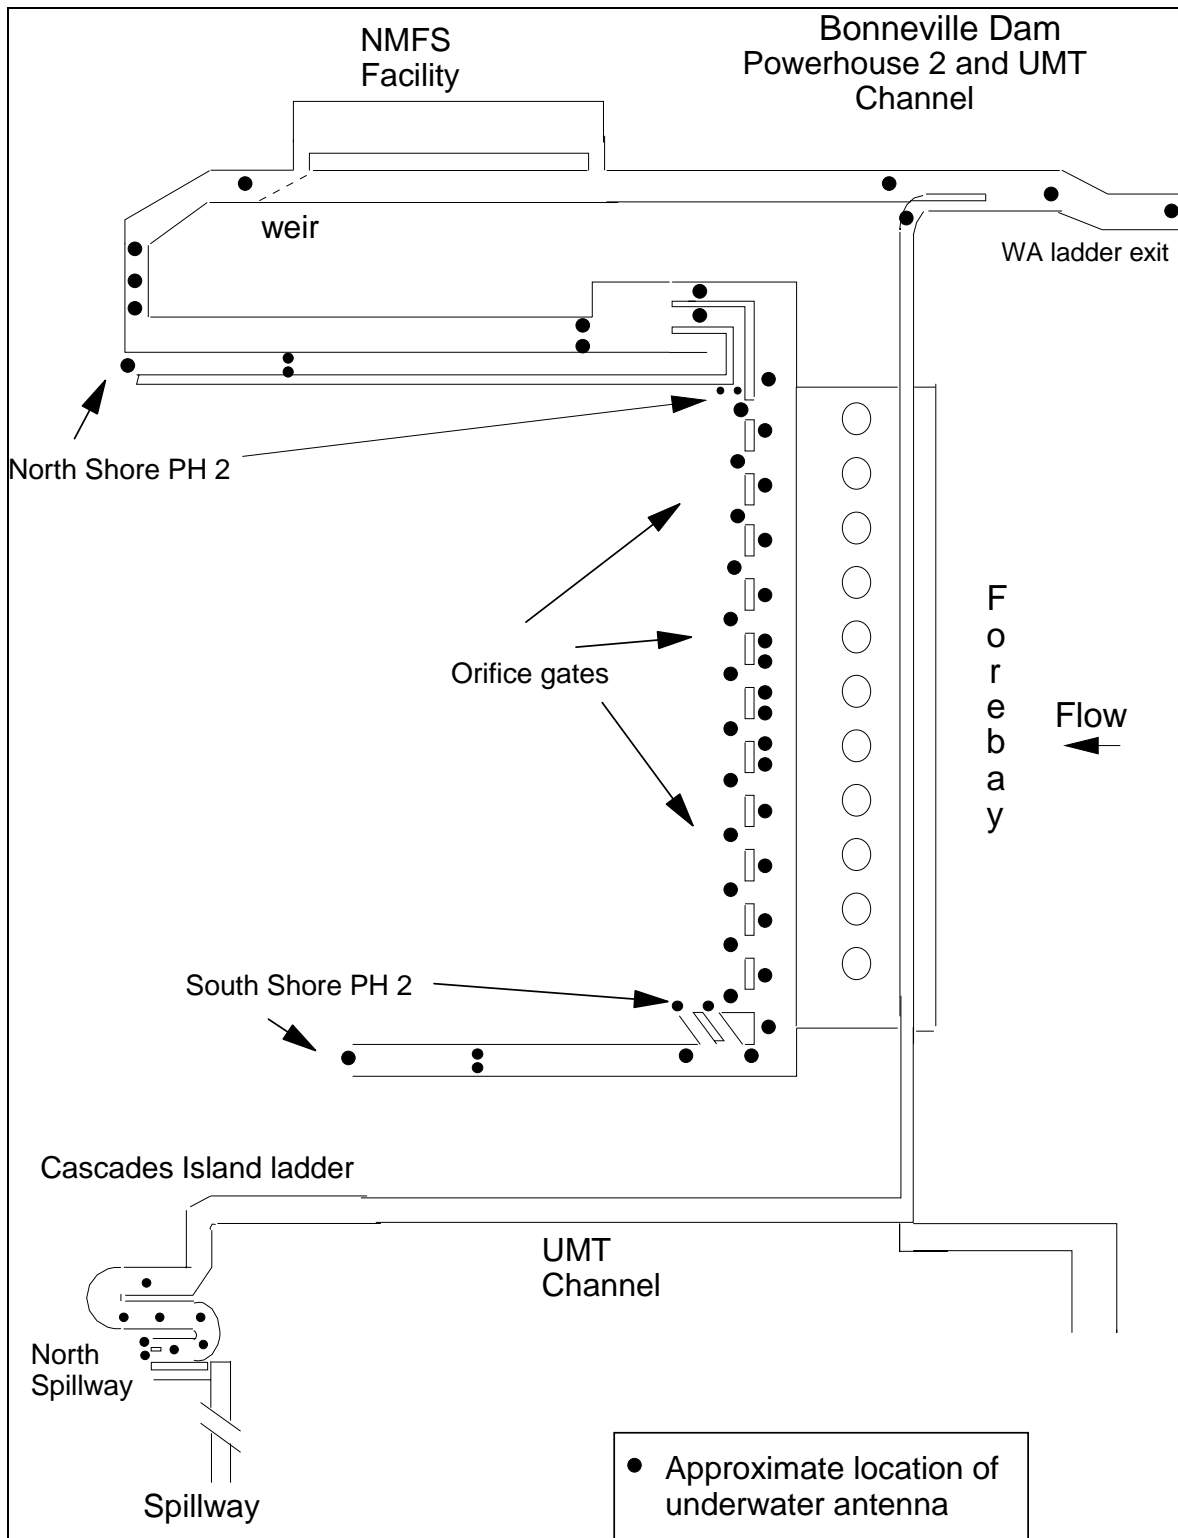 NMFS
Facility
Bonneville Dam
Powerhouse 2 and UMT
Channel
weir
WA ladder exit
North Shore PH 2
Orifice gates
Forebay
Flow
South Shore PH 2
Cascades Island ladder
UMT
Channel
North
Spillway
Spillway
Approximate location of
underwater antenna